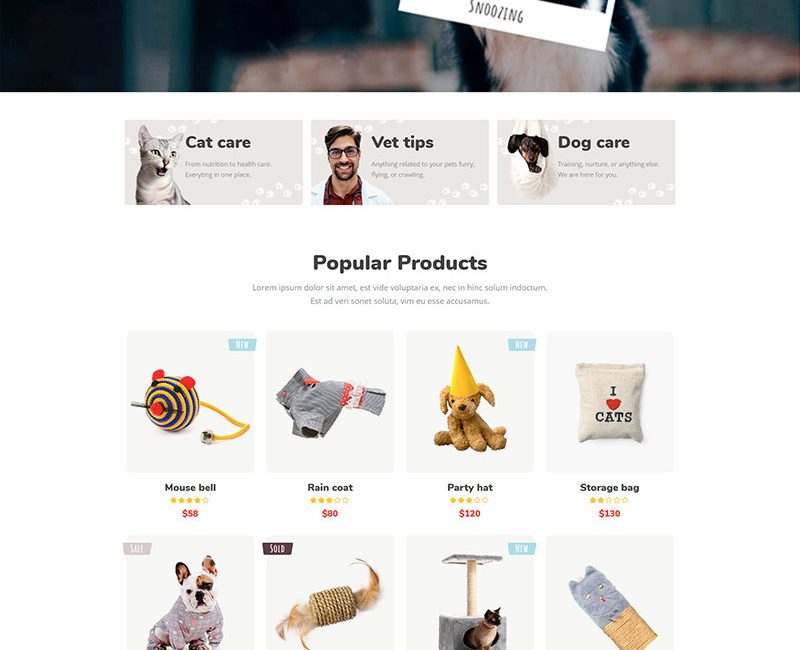 Snoozing
Cat care
From nutrition to health care.
Everyting in one place.
Vet tips
Anything related to your pets furry,
flying, or crawling.
Dog care
Training, nurture, or anything else.
We are here for you.
Popular Products
Lorem ipsum dolor sit amet, est vide voluptaria ex, nec in hinc solum indoctum.
Est ad veri sonet soluta, vim eu esse accusamus.
New
New
I
CATS
Mouse bell
Rain coat
Party hat
Storage bag
$58
$80
$120
$130
Sale
Sold
New